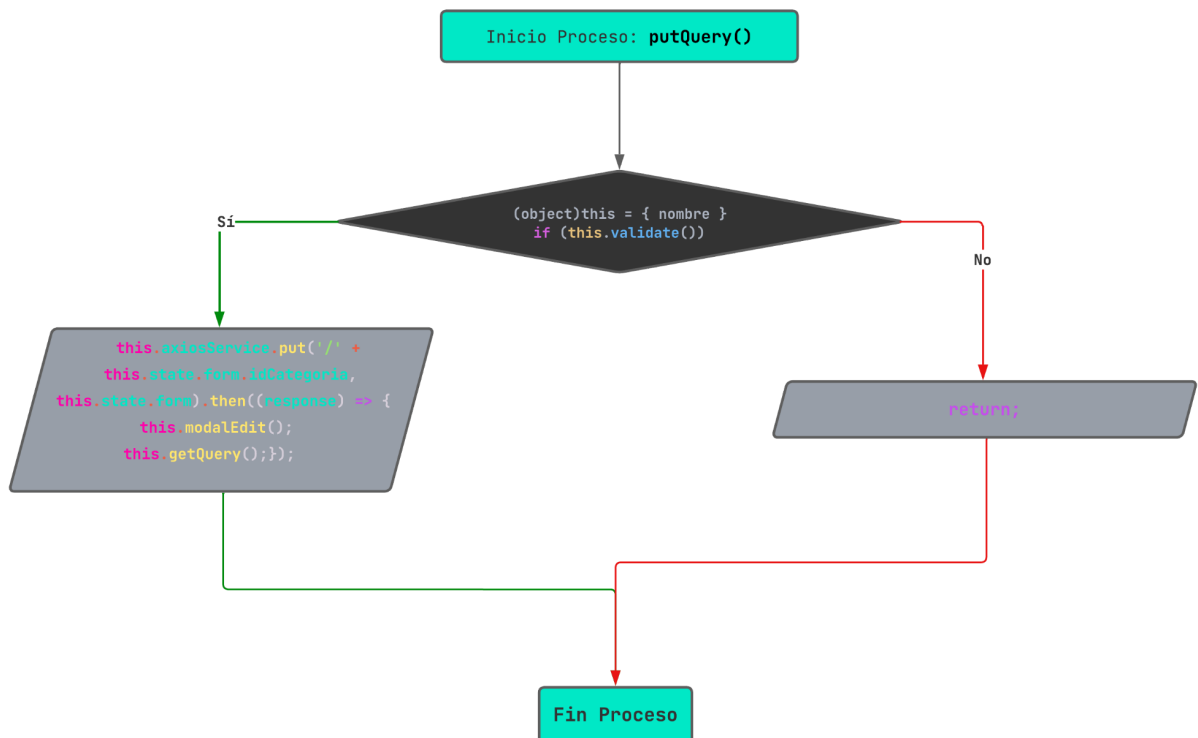 Inicio Proceso: putQuery()
(object)this = { nombre }
if (this.validate())
Sí
No
this.axiosService.put('/' +
this.state.form.idCategoria,
this.state.form).then((response) => {
this.modalEdit();
this.getQuery();});
return;
Fin Proceso